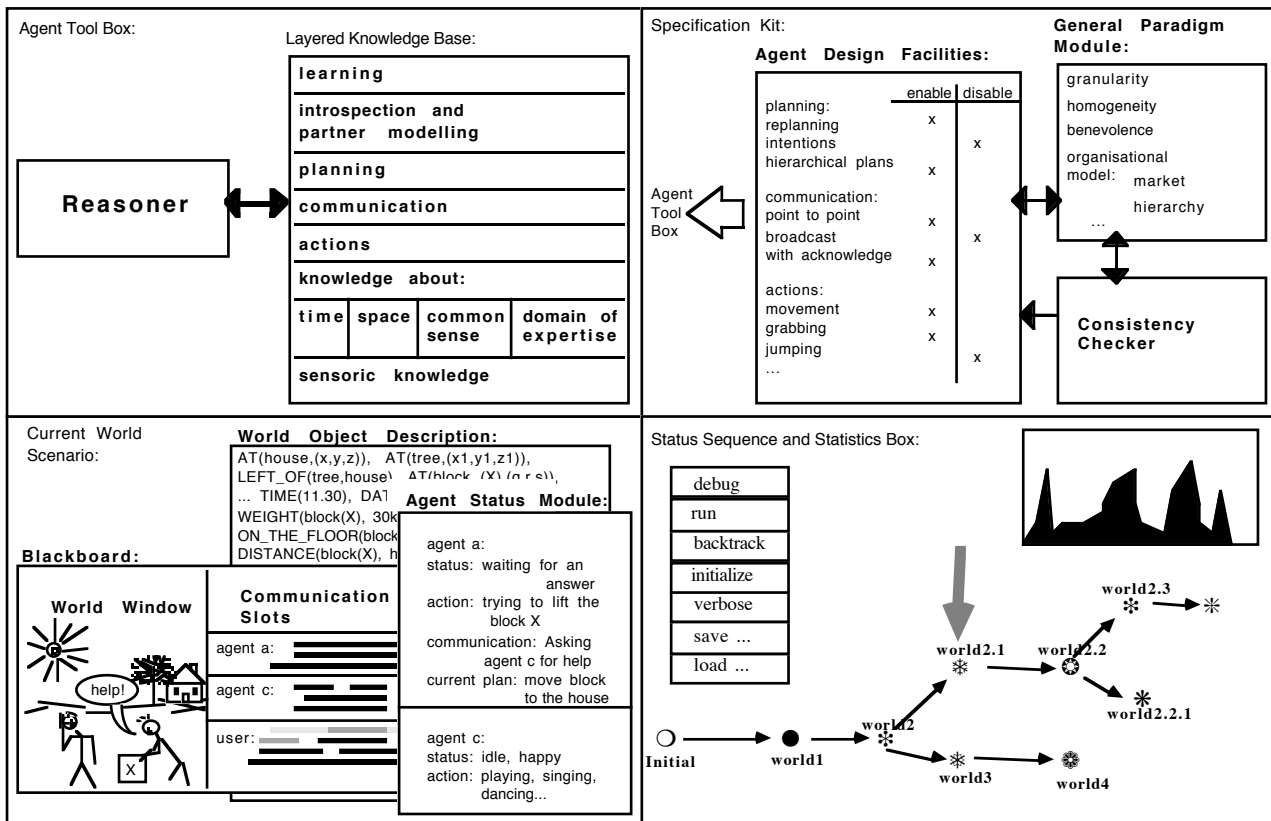 Agent Tool Box:
Layered Knowledge Base:
learning
introspection and
partner modelling
planning
communication
actions
knowledge about:
time
space
common
sense
domain of
expertise
sensoric knowledge
Reasoner
Specification Kit:
Agent Design Facilities:
enable
disable
planning:
replanning
x
intentions
x
hierarchical plans
x
communication:
point to point
x
broadcast
x
with acknowledge
x
actions:
movement
x
grabbing
x
jumping
x
...
Agent
Tool
Box
General Paradigm
Module:
granularity
homogeneity
benevolence
organisational
model:
market
hierarchy
...
Consistency
Checker
Current World
Scenario:
World Object Description:
AT(house,(x,y,z)), AT(tree,(x1,y1,z1)),
LEFT_OF(tree,house), AT(block (X),(q,r,s)),
... TIME(11.30), DAT
WEIGHT(block(X), 30k
ON_THE_FLOOR(block
DISTANCE(block(X), h
Agent Status Module:
agent a:
status: waiting for an
answer
action: trying to lift the
block X
communication: Asking
agent c for help
current plan: move block
to the house
agent c:
status: idle, happy
action: playing, singing,
dancing...
Blackboard:
World Window
help!
X
Communication
Slots
agent a:
agent c:
user:
Status Sequence and Statistics Box:
debug
run
backtrack
initialize
verbose
save ...
load ...
world2.3
world2.1
world2.2
world2.2.1
world2
Initial
world1
world3
world4